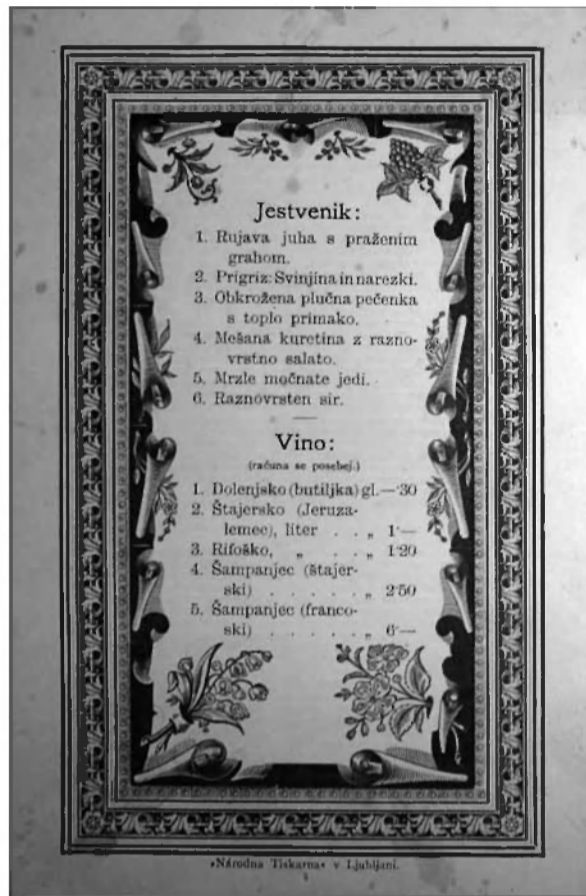 Jestvenik:
1. Rujava juha s praženim
grahom.
2. Prigriz: Svinjina in narezki.
3. Obkrožena plučna pečenka
s toplo primako.
4. Mešana kuretina z razno-
vrstno salato.
5. Mrzle močnate jedi.
6. Raznovrsten sir.
Vino:
(računa se posebej.)
1. Dolenjsko (butiljka) gl. —·30
2. Štajersko (Jeruza-
lemec), liter . . „ 1·—
3. Rifoško, „ . . „ 1·20
4. Šampanjec (štajer-
ski) . . . . . „ 2·50
5. Šampanjec (franco-
ski) . . . . . „ 6·—
»Národna Tiskarna« v Ljubljani.